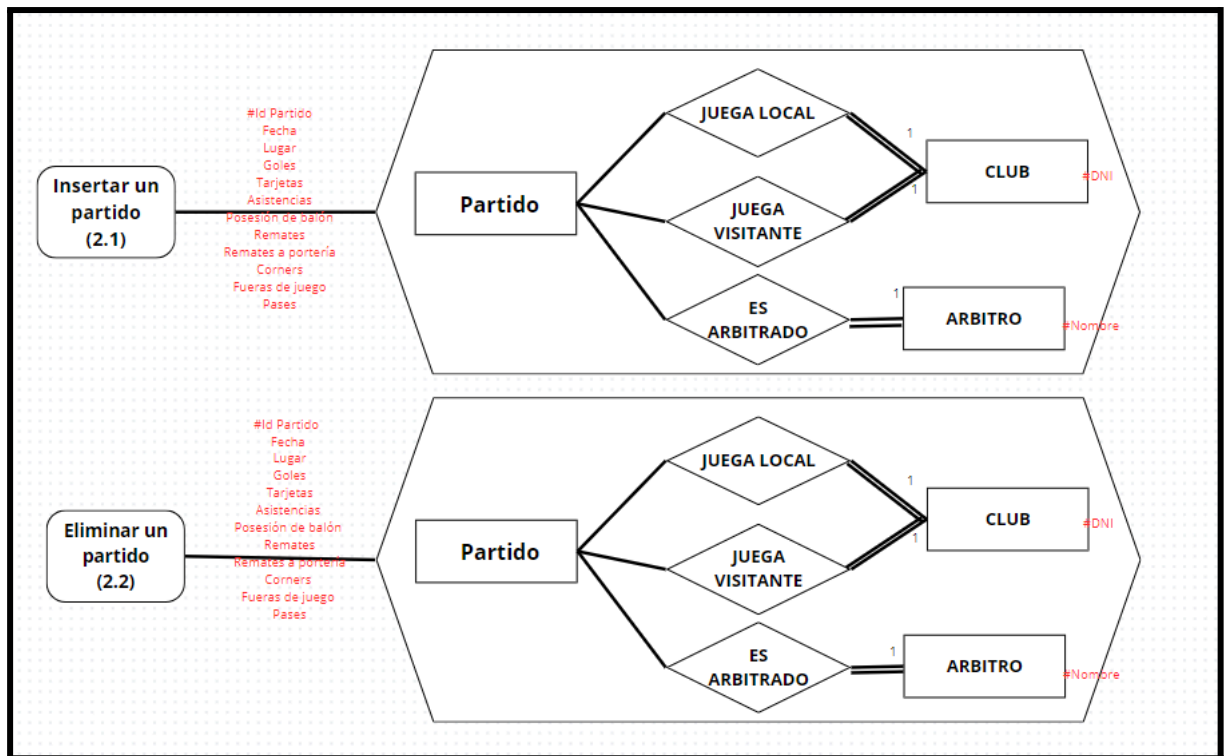 Insertar un
partido
(2.1)
#Id Partido
Fecha
Lugar
Goles
Tarjetas
Asistencias
Posesión de balón
Remates
Remates a portería
Corners
Fueras de juego
Pases
Partido
JUEGA LOCAL
JUEGA
VISITANTE
ES
ARBITRADO
1
1
CLUB
#DNI
1
ARBITRO
#Nombre
Eliminar un
partido
(2.2)
#Id Partido
Fecha
Lugar
Goles
Tarjetas
Asistencias
Posesión de balón
Remates
Remates a portería
Corners
Fueras de juego
Pases
Partido
JUEGA LOCAL
JUEGA
VISITANTE
ES
ARBITRADO
1
1
CLUB
#DNI
1
ARBITRO
#Nombre